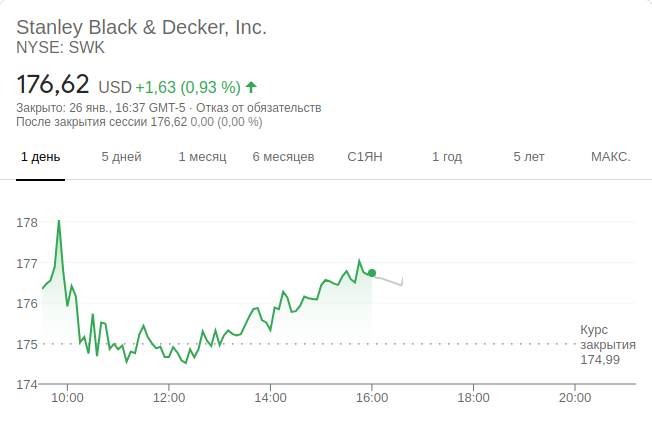 Stanley Black & Decker, Inc.
NYSE: SWK
176,62 USD +1,63 (0,93 %)
Закрыто: 26 янв., 16:37 GMT-5 · Отказ от обязательств
После закрытия сессии 176,62 0,00 (0,00 %)
1 день 5 дней 1 месяц 6 месяцев С1ЯН 1 год 5 лет МАКС.
178
177
176
175
174
Курс
закрытия
174,99
10:00 12:00 14:00 16:00 18:00 20:00